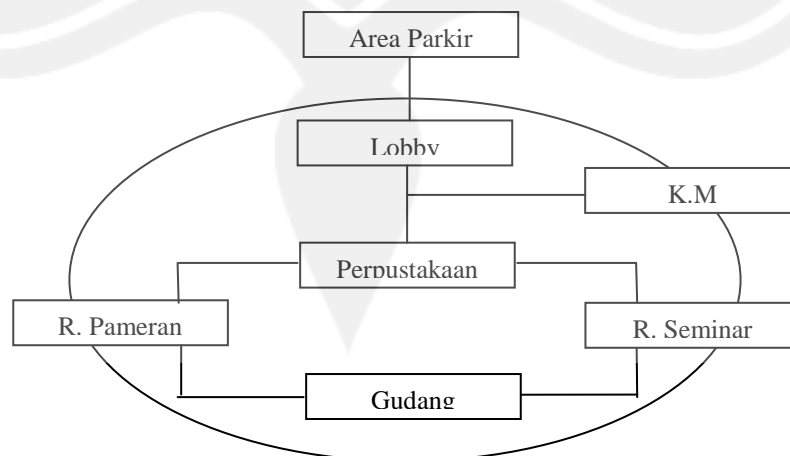 Area Parkir
Lobby
K.M
Perpustakaan
R. Pameran
R. Seminar
Gudang